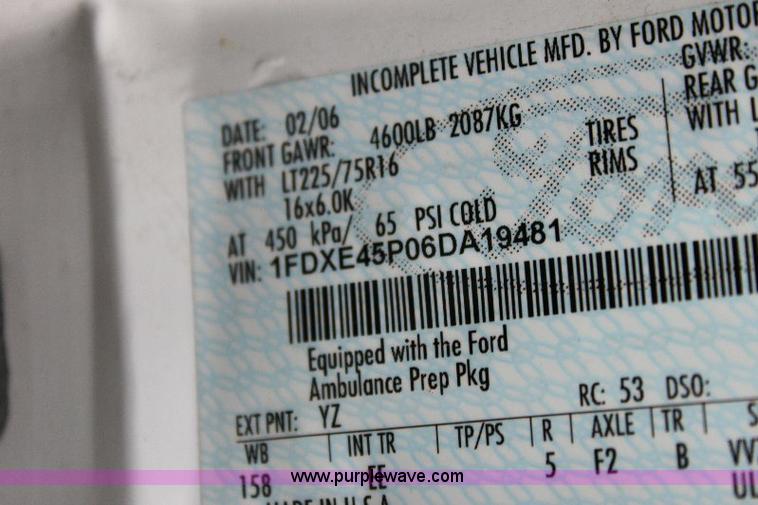 INCOMPLETE VEHICLE MFD. BY FORD MOTOR
DATE: 02/06 GVWR:
FRONT GAWR: 4600LB 2087KG REAR
WITH LT225/75R16 TIRES WITH
16x6.0K RIMS
AT 450 kPa/ 65 PSI COLD AT 55
VIN: 1FDXE45P06DA19481
Equipped with the Ford
Ambulance Prep Pkg
EXT PNT: YZ RC: 53 DSO:
WB INT TR TP/PS R AXLE TR
158 EE 5 F2 B
MADE IN U.S.A.
www.purplewave.com